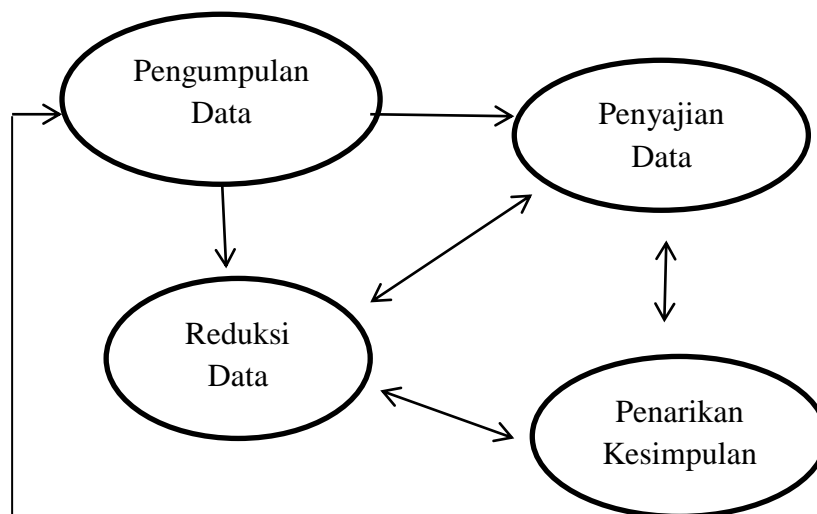 Pengumpulan
Data
Penyajian
Data
Reduksi
Data
Penarikan
Kesimpulan